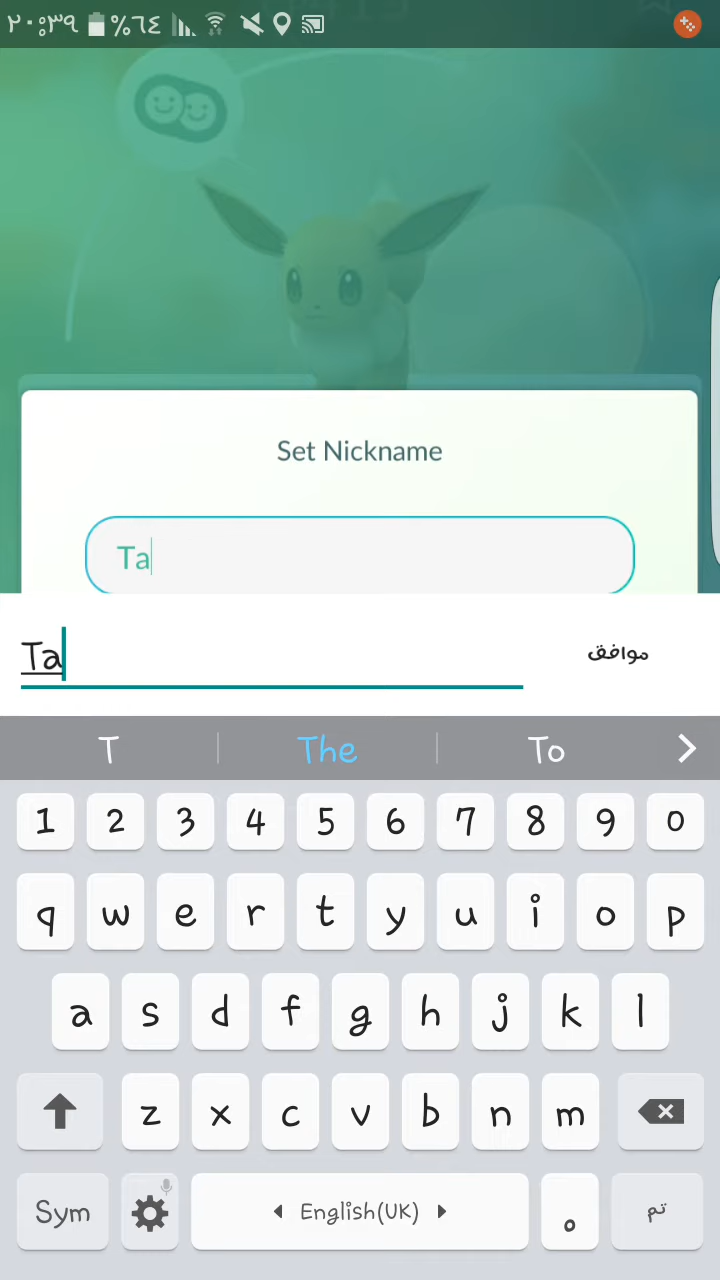 ٢٠:٣٩ %٦٤
Set Nickname
Ta
Ta موافق
T The To
1 2 3 4 5 6 7 8 9 0
q w e r t y u i o p
a s d f g h j k l
z x c v b n m
Sym English(UK) . تم